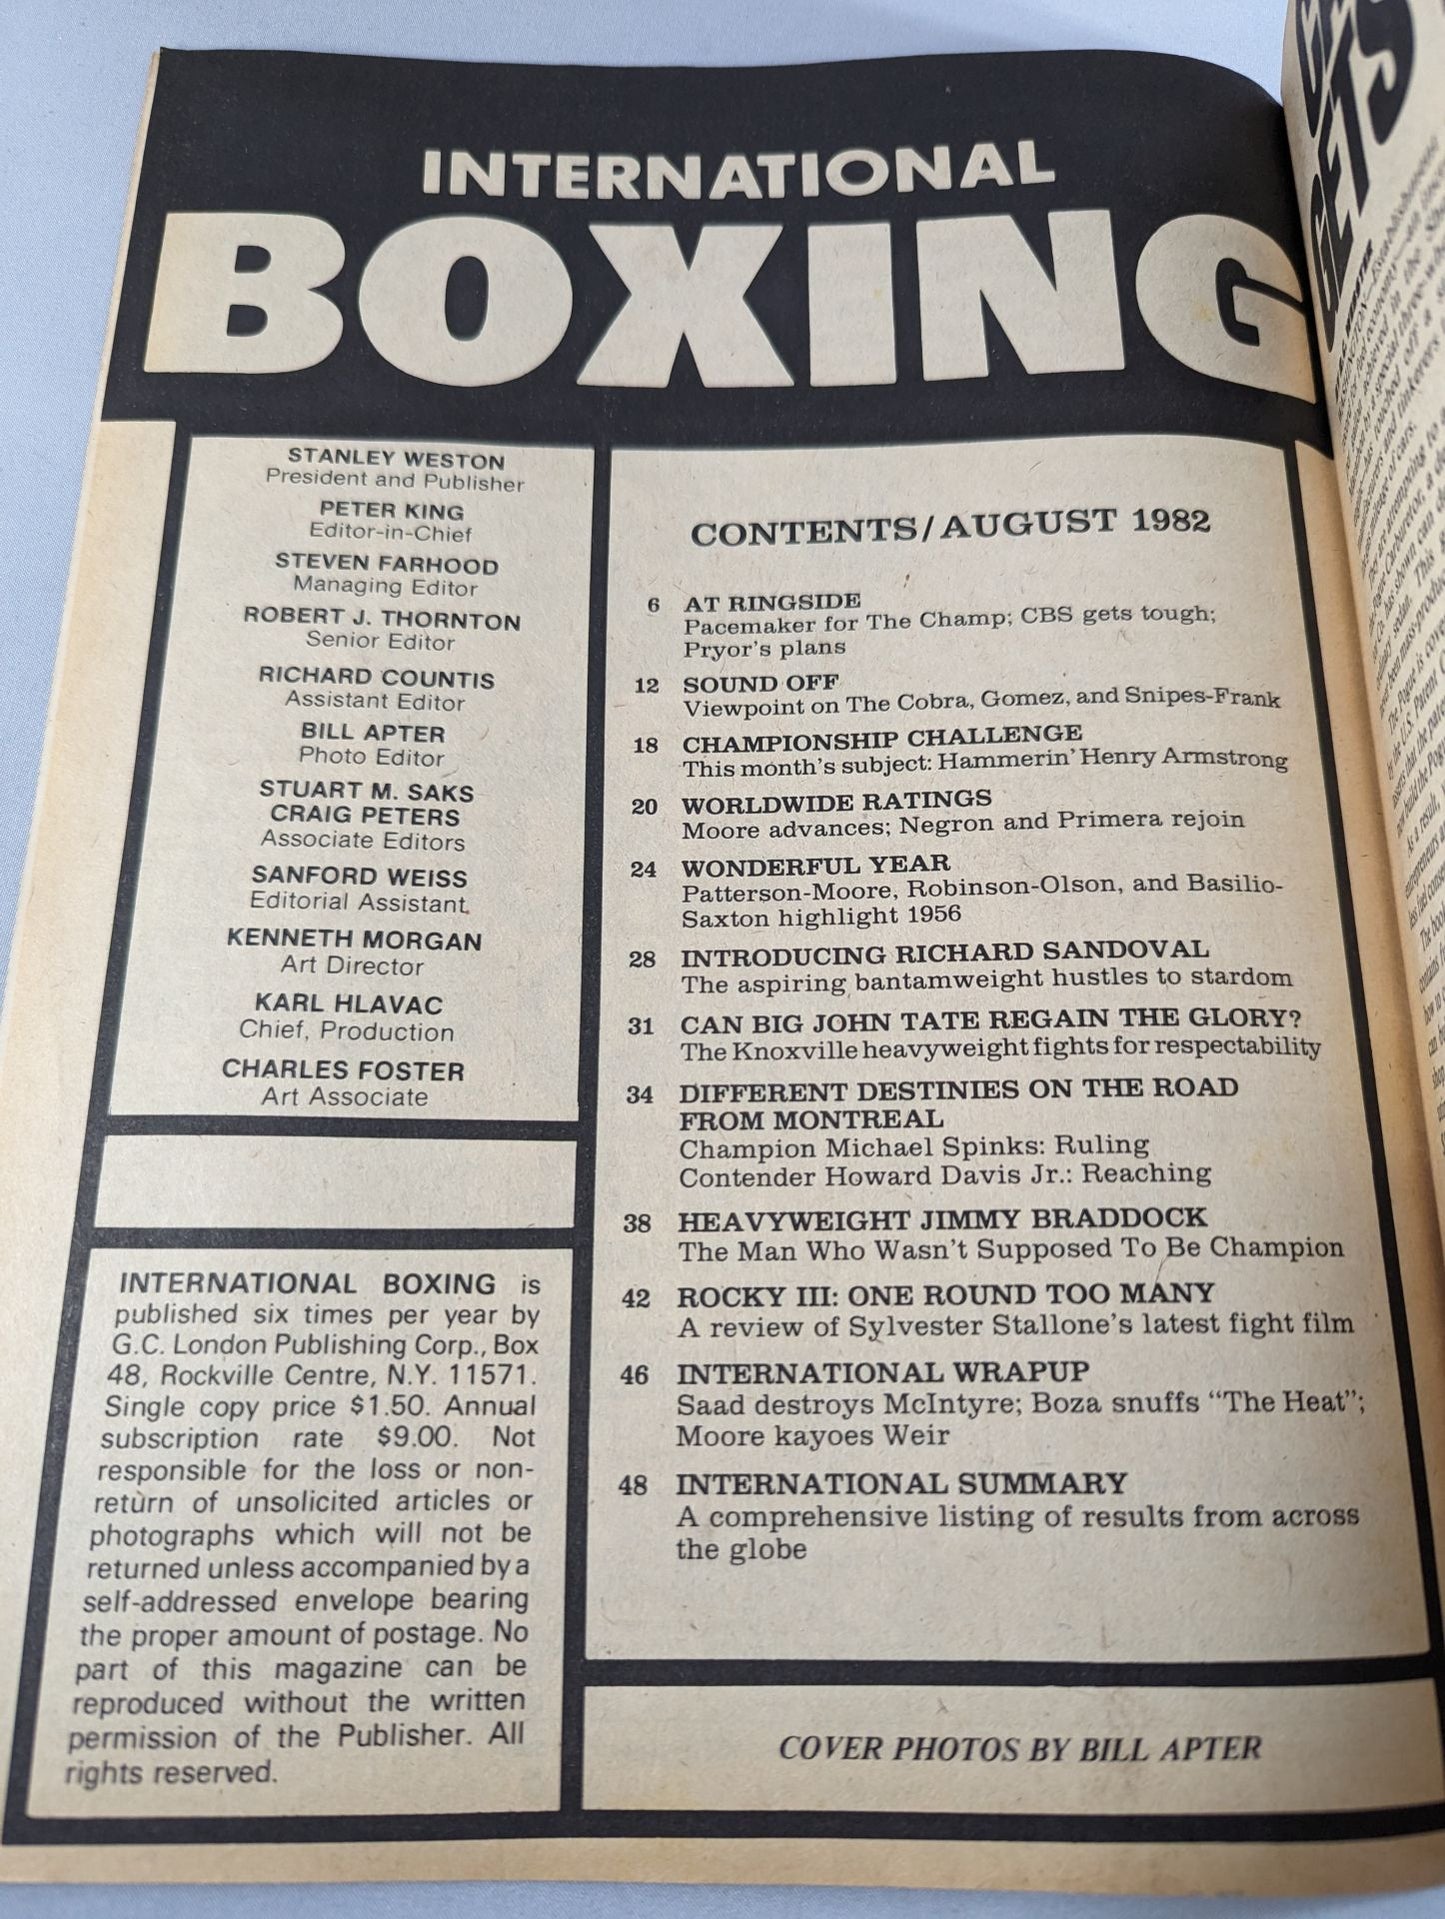 INTERNATIONAL
BOXING
STANLEY WESTON
President and Publisher
PETER KING
Editor-in-Chief
STEVEN FARHOOD
Managing Editor
ROBERT J. THORNTON
Senior Editor
RICHARD COUNTIS
Assistant Editor
BILL APTER
Photo Editor
STUART M. SAKS
CRAIG PETERS
Associate Editors
SANFORD WEISS
Editorial Assistant
KENNETH MORGAN
Art Director
KARL HLAVAC
Chief, Production
CHARLES FOSTER
Art Associate
INTERNATIONAL BOXING is
published six times per year by
G.C. London Publishing Corp., Box
48, Rockville Centre, N.Y. 11571.
Single copy price $1.50. Annual
subscription rate $9.00. Not
responsible for the loss or non-
return of unsolicited articles or
photographs which will not be
returned unless accompanied by a
self-addressed envelope bearing
the proper amount of postage. No
part of this magazine can be
reproduced without the written
permission of the Publisher. All
rights reserved.
CONTENTS/AUGUST 1982
6 AT RINGSIDE
Pacemaker for The Champ; CBS gets tough;
Pryor's plans
12 SOUND OFF
Viewpoint on The Cobra, Gomez, and Snipes-Frank
18 CHAMPIONSHIP CHALLENGE
This month's subject: Hammerin' Henry Armstrong
20 WORLDWIDE RATINGS
Moore advances; Negron and Primera rejoin
24 WONDERFUL YEAR
Patterson-Moore, Robinson-Olson, and Basilio-
Saxton highlight 1956
28 INTRODUCING RICHARD SANDOVAL
The aspiring bantamweight hustles to stardom
31 CAN BIG JOHN TATE REGAIN THE GLORY?
The Knoxville heavyweight fights for respectability
34 DIFFERENT DESTINIES ON THE ROAD
FROM MONTREAL
Champion Michael Spinks: Ruling
Contender Howard Davis Jr.: Reaching
38 HEAVYWEIGHT JIMMY BRADDOCK
The Man Who Wasn't Supposed To Be Champion
42 ROCKY III: ONE ROUND TOO MANY
A review of Sylvester Stallone's latest fight film
46 INTERNATIONAL WRAPUP
Saad destroys McIntyre; Boza snuffs "The Heat";
Moore kayoes Weir
48 INTERNATIONAL SUMMARY
A comprehensive listing of results from across
the globe
COVER PHOTOS BY BILL APTER
GETS